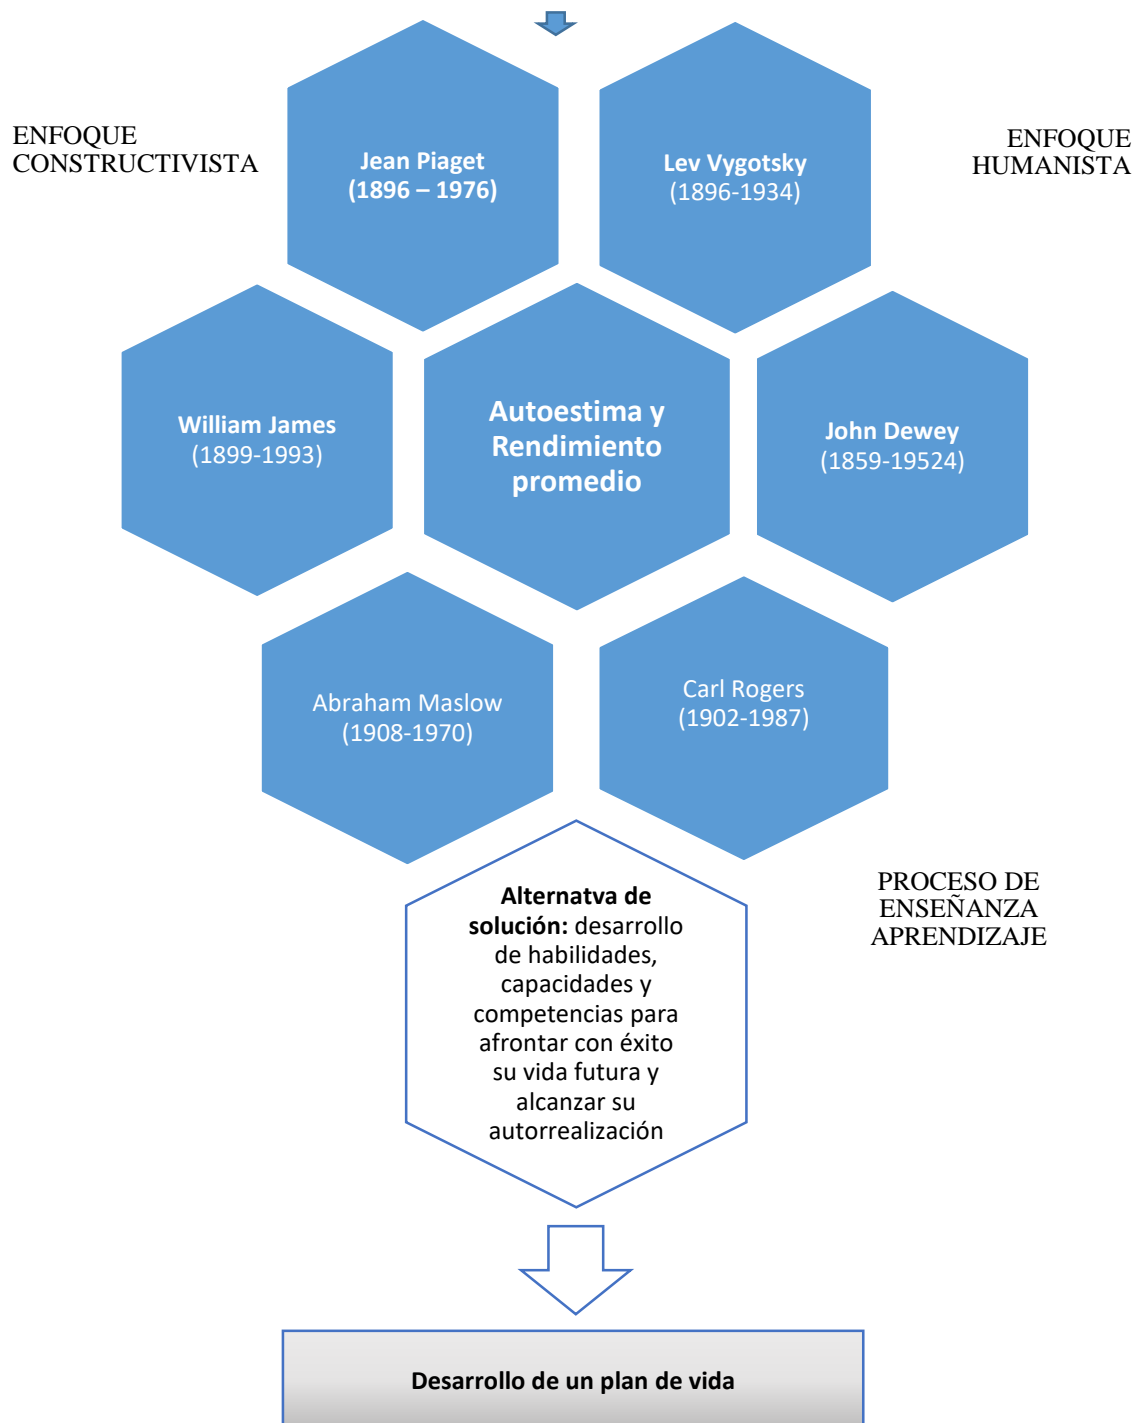 ENFOQUE
CONSTRUCTIVISTA
Jean Piaget
(1896 – 1976)
Lev Vygotsky
(1896-1934)
ENFOQUE
HUMANISTA
William James
(1899-1993)
Autoestima y
Rendimiento
promedio
John Dewey
(1859-19524)
Abraham Maslow
(1908-1970)
Carl Rogers
(1902-1987)
Alternatva de
solución: desarrollo
de habilidades,
capacidades y
competencias para
afrontar con éxito
su vida futura y
alcanzar su
autorrealización
PROCESO DE
ENSEÑANZA
APRENDIZAJE
Desarrollo de un plan de vida